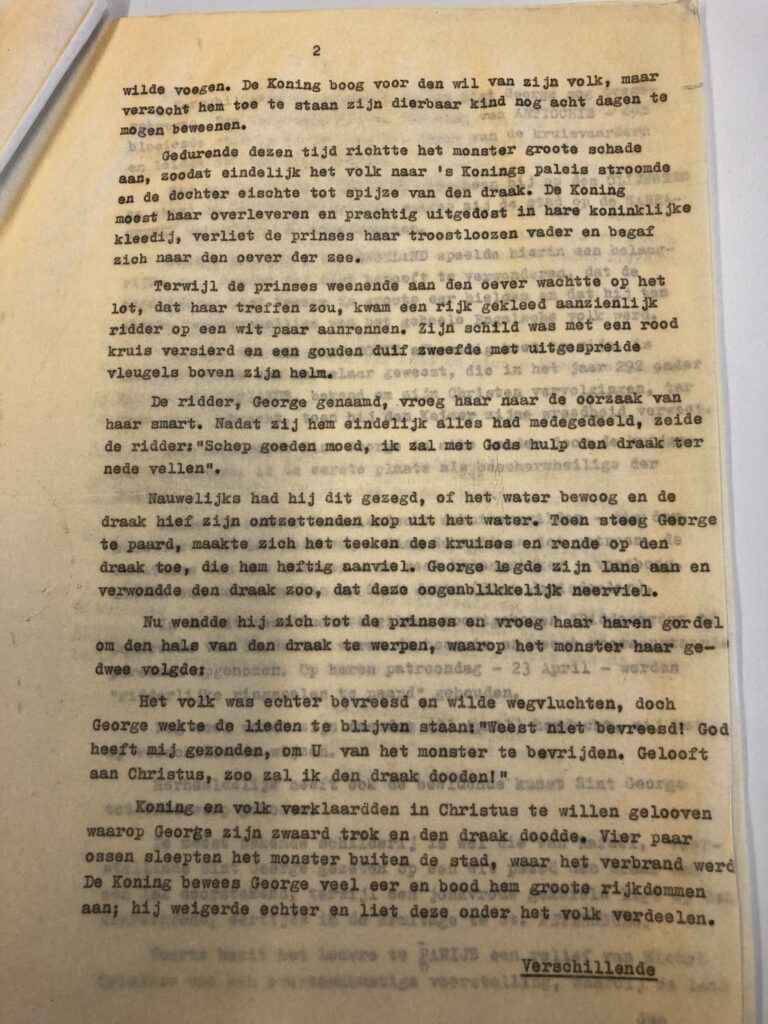 2
wilde voegen. De Koning boog voor den wil van zijn volk, maar
verzocht hem toe te staan zijn dierbaar kind nog acht dagen te
mogen beweenen.
Gedurende dezen tijd richtte het monster groote schade
aan, zoodat eindelijk het volk naar 's Konings paleis stroomde
en de dochter eischte tot spijze van den draak. De Koning
moest haar overleveren en prachtig uitgedost in hare koninklijke
kleedij, verliet de prinses haar troostloozen vader en begaf
zich naar den oever der zee.
Terwijl de prinses weenende aan den oever wachtte op het
lot, dat haar treffen zou, kwam een rijk gekleed aanzienlijk
ridder op een wit paar aanrennen. Zijn schild was met een rood
kruis versierd en een gouden duif zweefde met uitgespreide
vleugels boven zijn helm.
De ridder, George genaamd, vroeg haar naar de oorzaak van
haar smart. Nadat zij hem eindelijk alles had medegedeeld, zeide
de ridder:"Schep goeden moed, ik zal met Gods hulp den draak ter
nede vellen".
Nauwelijks had hij dit gezegd, of het water bewoog en de
draak hief zijn ontzettenden kop uit het water. Toen steeg George
te paard, maakte zich het teeken des kruises en rende op den
draak toe, die hem heftig aanviel. George legde zijn lans aan en
verwondde den draak zoo, dat deze oogenblikkelijk neerviel.
Nu wendde hij zich tot de prinses en vroeg haar haren gordel
om den hals van den draak te werpen, waarop het monster haar ge-
dwee volgde:
Het volk was echter bevreesd en wilde wegvluchten, doch
George wekte de lieden te blijven staan:"Weest niet bevreesd! God
heeft mij gezonden, om U van het monster te bevrijden. Gelooft
aan Christus, zoo zal ik den draak dooden!"
Koning en volk verklaardden in Christus te willen gelooven
waarop George zijn zwaard trok en den draak doodde. Vier paar
ossen sleepten het monster buiten de stad, waar het verbrand werd
De Koning bewees George veel eer en bood hem groote rijkdommen
aan; hij weigerde echter en liet deze onder het volk verdeelen.
Verschillende